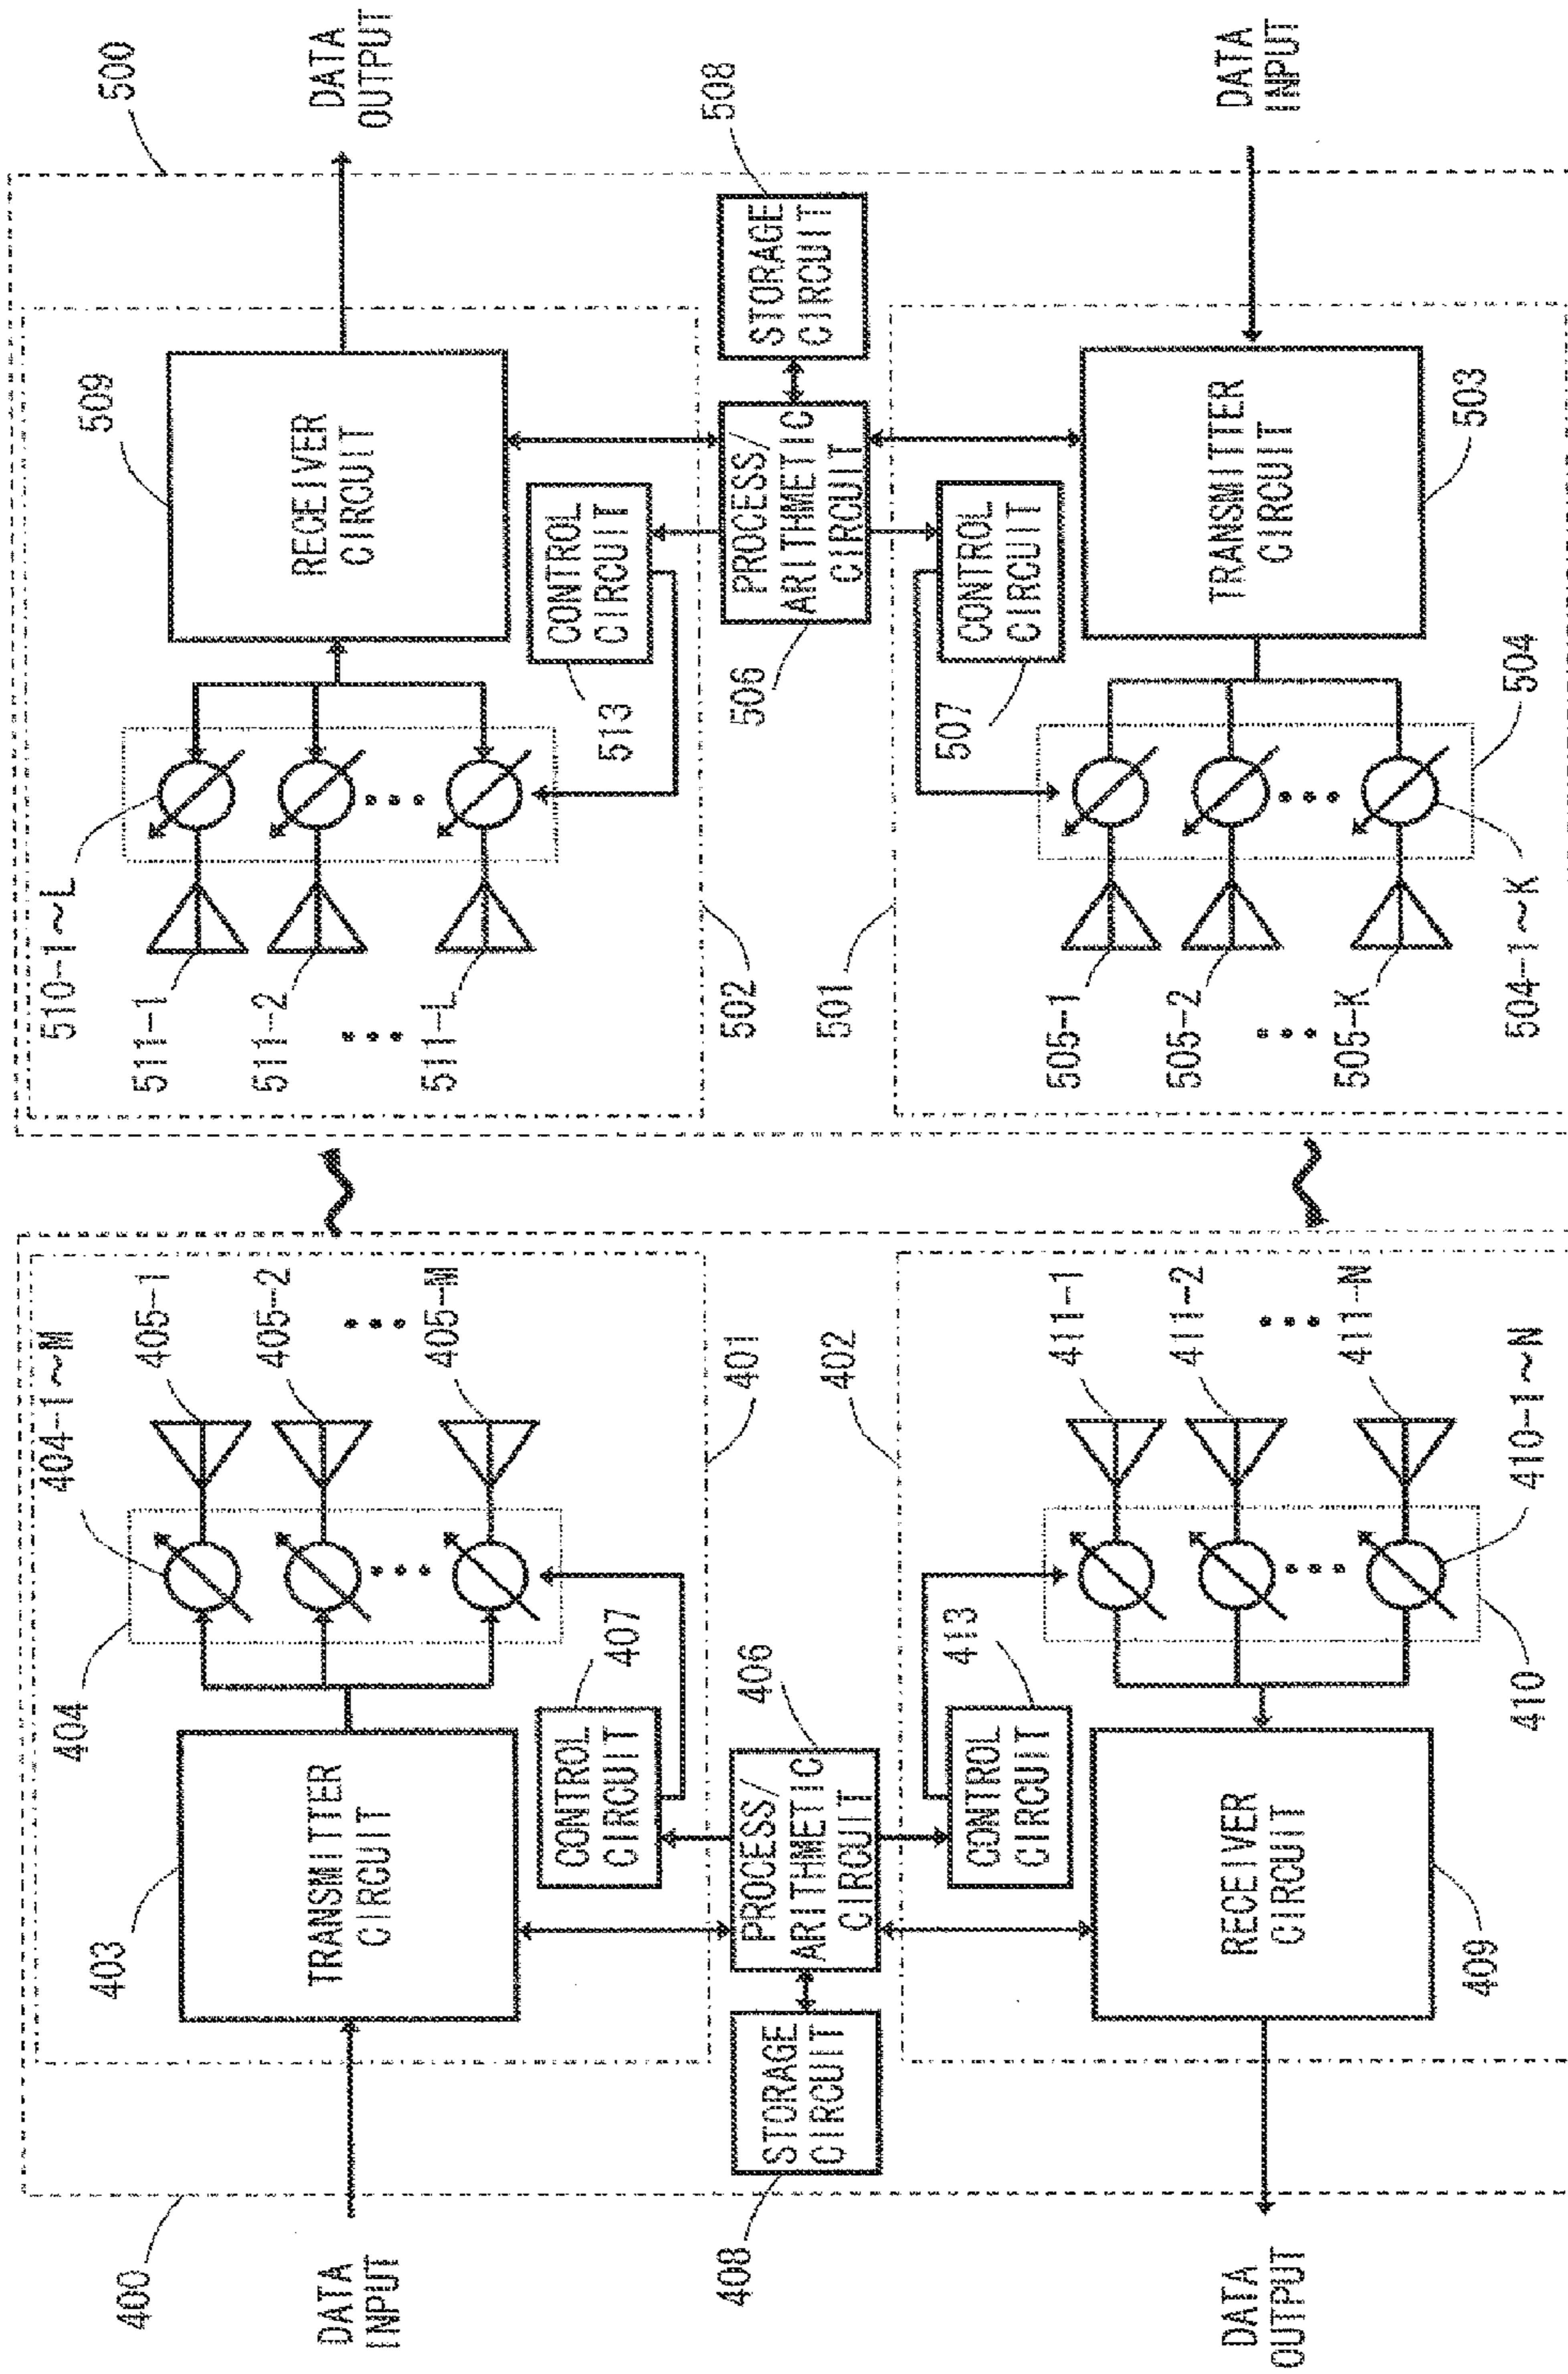 400
500
DATA
INPUT
403
TRANSMITTER
CIRCUIT
404
404-1~M
405-1
405-2
405-M
CONTROL
CIRCUIT
407
401
510-1~L
511-1
511-2
511-L
509
RECEIVER
CIRCUIT
CONTROL
CIRCUIT
513
502
DATA
OUTPUT
408
STORAGE
CIRCUIT
PROCESS/
ARITHMETIC
CIRCUIT
406
506
PROCESS/
ARITHMETIC
CIRCUIT
STORAGE
CIRCUIT
508
402
CONTROL
CIRCUIT
413
409
RECEIVER
CIRCUIT
410
410-1~N
411-1
411-2
411-N
DATA
OUTPUT
501
507
CONTROL
CIRCUIT
505-1
505-2
505-K
504-1~K
504
TRANSMITTER
CIRCUIT
503
DATA
INPUT